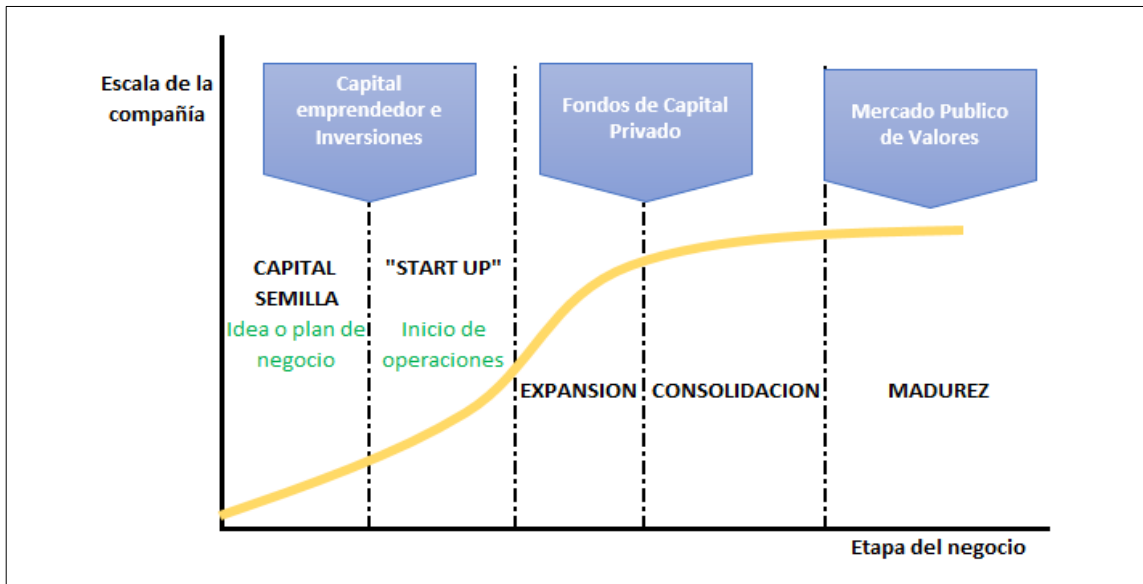 Escala de la
compañía
Capital
emprendedor e
Inversiones
Fondos de Capital
Privado
Mercado Publico
de Valores
CAPITAL
SEMILLA
Idea o plan de
negocio
"START UP"
Inicio de
operaciones
EXPANSION
CONSOLIDACION
MADUREZ
Etapa del negocio